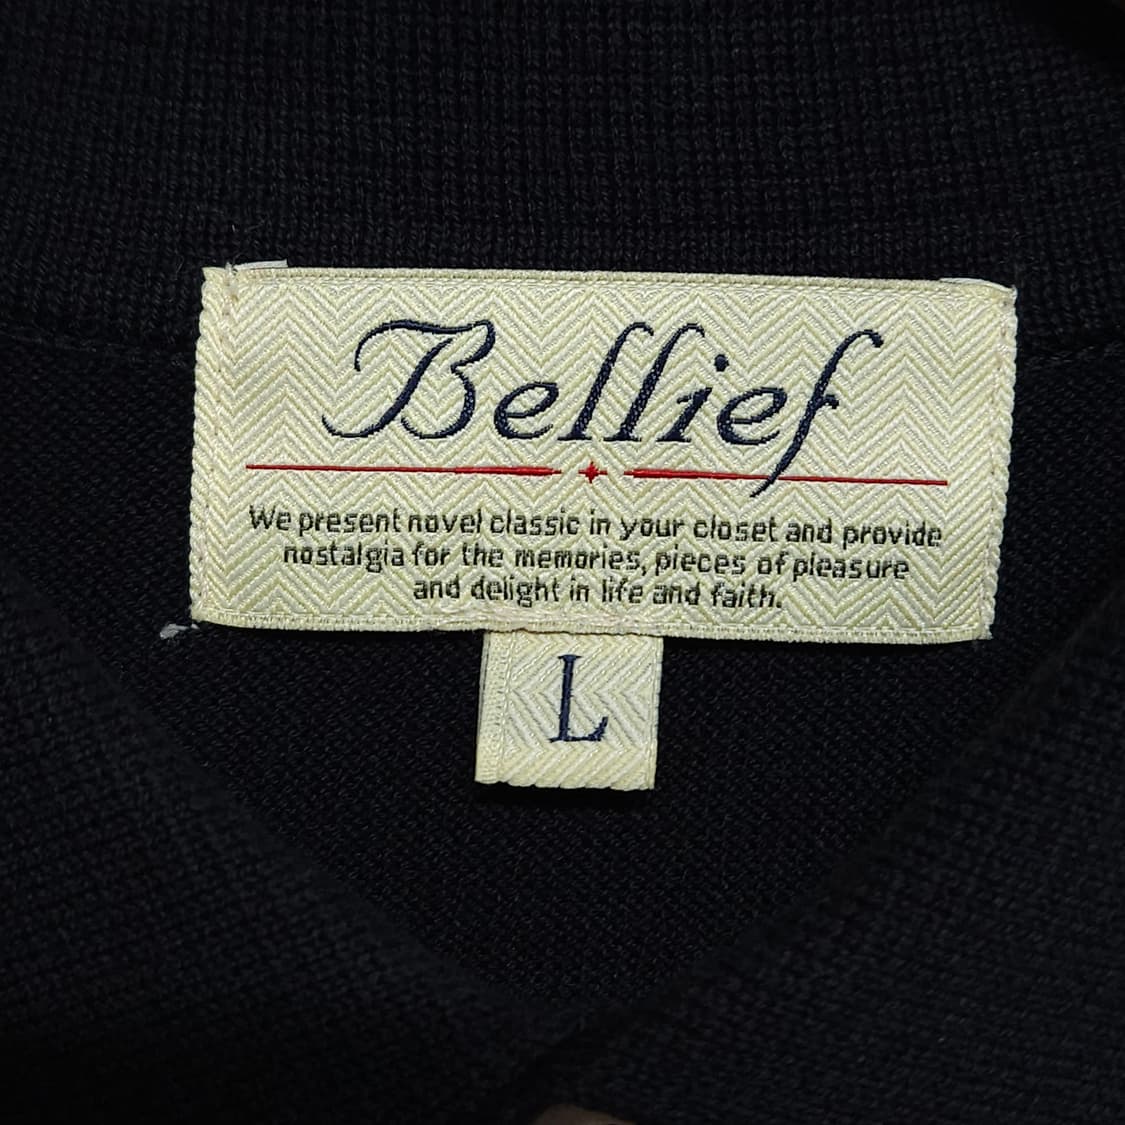 Bellief
We present novel classic in your closet and provide
nostalgia for the memories, pieces of pleasure
and delight in life and faith.
L